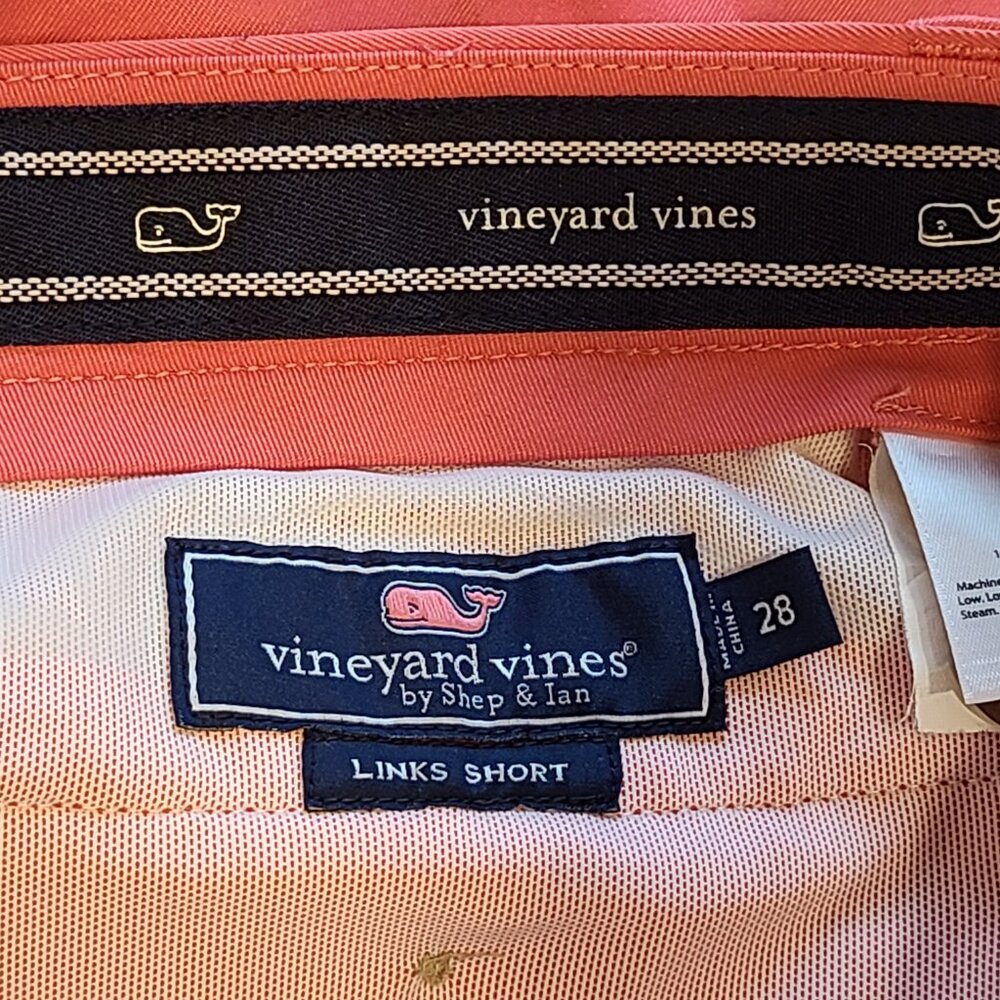 vineyard vines
vineyard vines®
by Shep & Ian
LINKS SHORT
MADE IN
CHINA
28
Machine
Low. Lo
Steam.